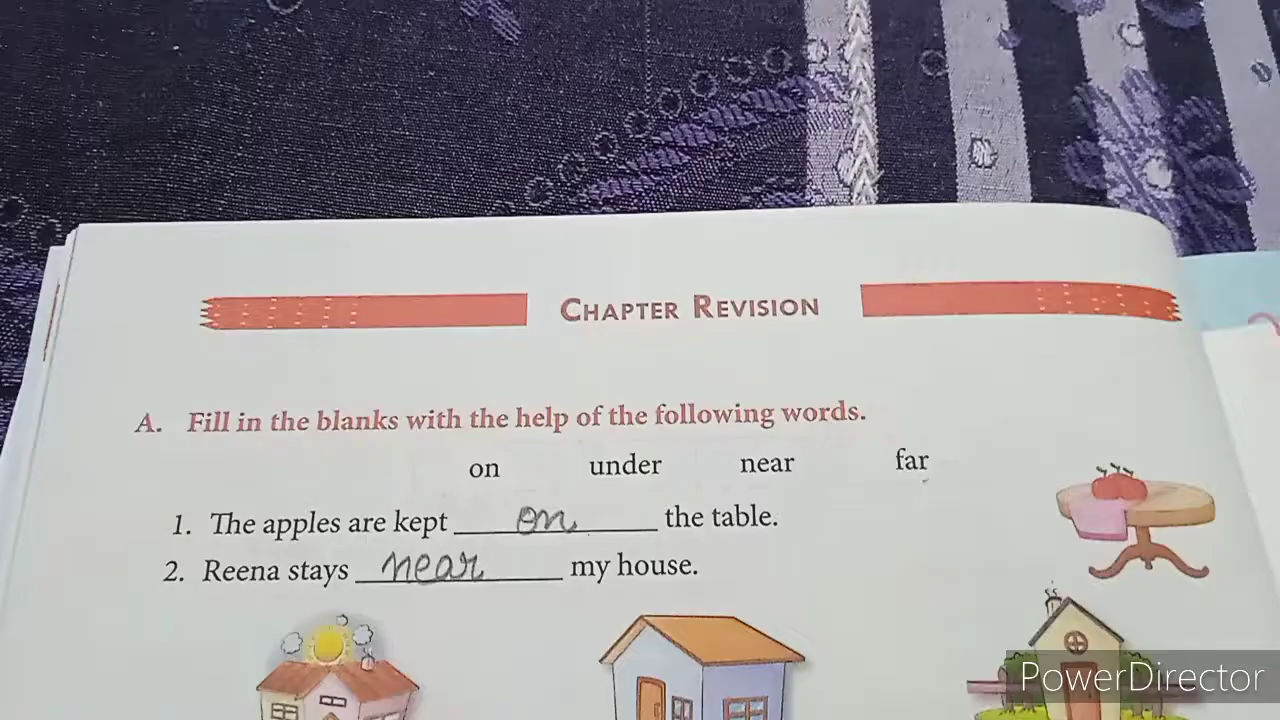 CHAPTER REVISION
A. Fill in the blanks with the help of the following words.
on under near far
1. The apples are kept on the table.
2. Reena stays near my house.
PowerDirector